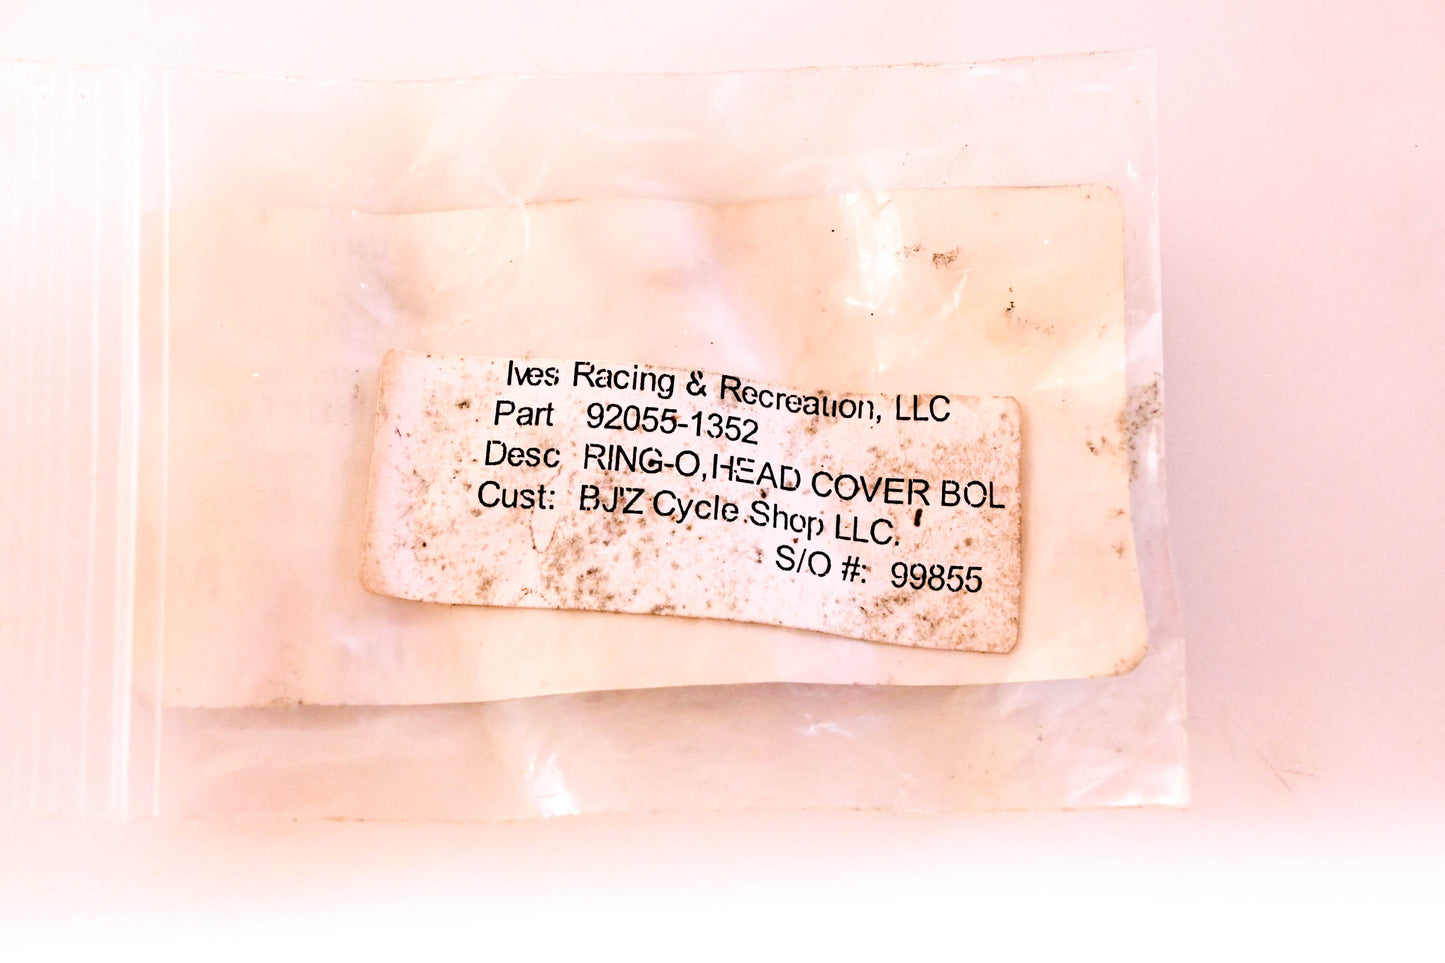 Ives Racing & Recreation, LLC
Part 92055-1352
Desc RING-O,HEAD COVER BOL
Cust: BJ'Z Cycle Shop LLC.
S/O #: 99855